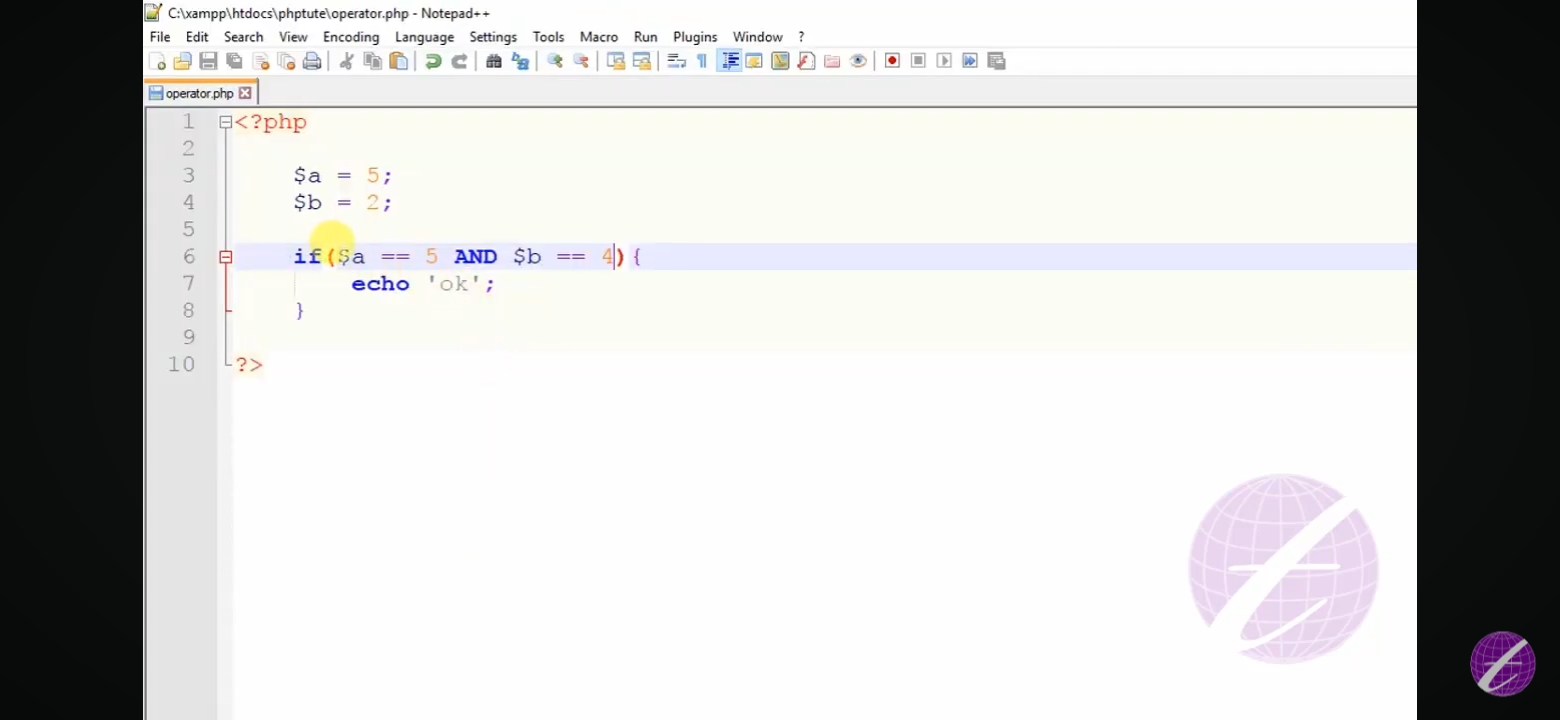 C:\xampp\htdocs\phptute\operator.php - Notepad++
File Edit Search View Encoding Language Settings Tools Macro Run Plugins Window ?
operator.php
1 <?php
2
3 $a = 5;
4 $b = 2;
5
6 if($a == 5 AND $b == 4){
7 echo 'ok';
8 }
9
10 ?>